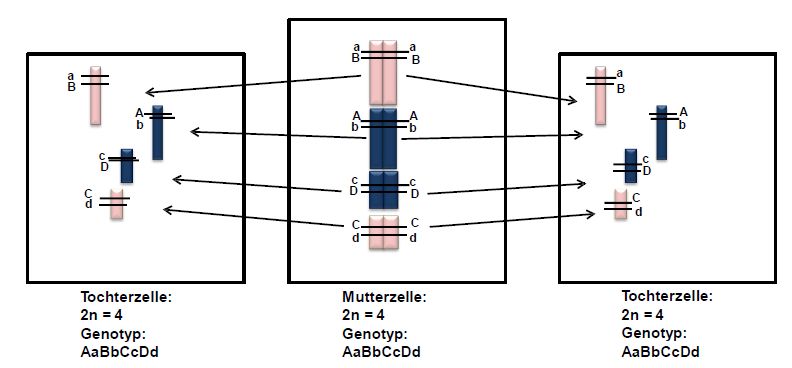 a
B
A
b
c
D
C
d
Tochterzelle:
2n = 4
Genotyp:
AaBbCcDd
a a
B B
A A
b b
c c
D D
C C
d d
Mutterzelle:
2n = 4
Genotyp:
AaBbCcDd
a
B
A
b
c
D
C
d
Tochterzelle:
2n = 4
Genotyp:
AaBbCcDd